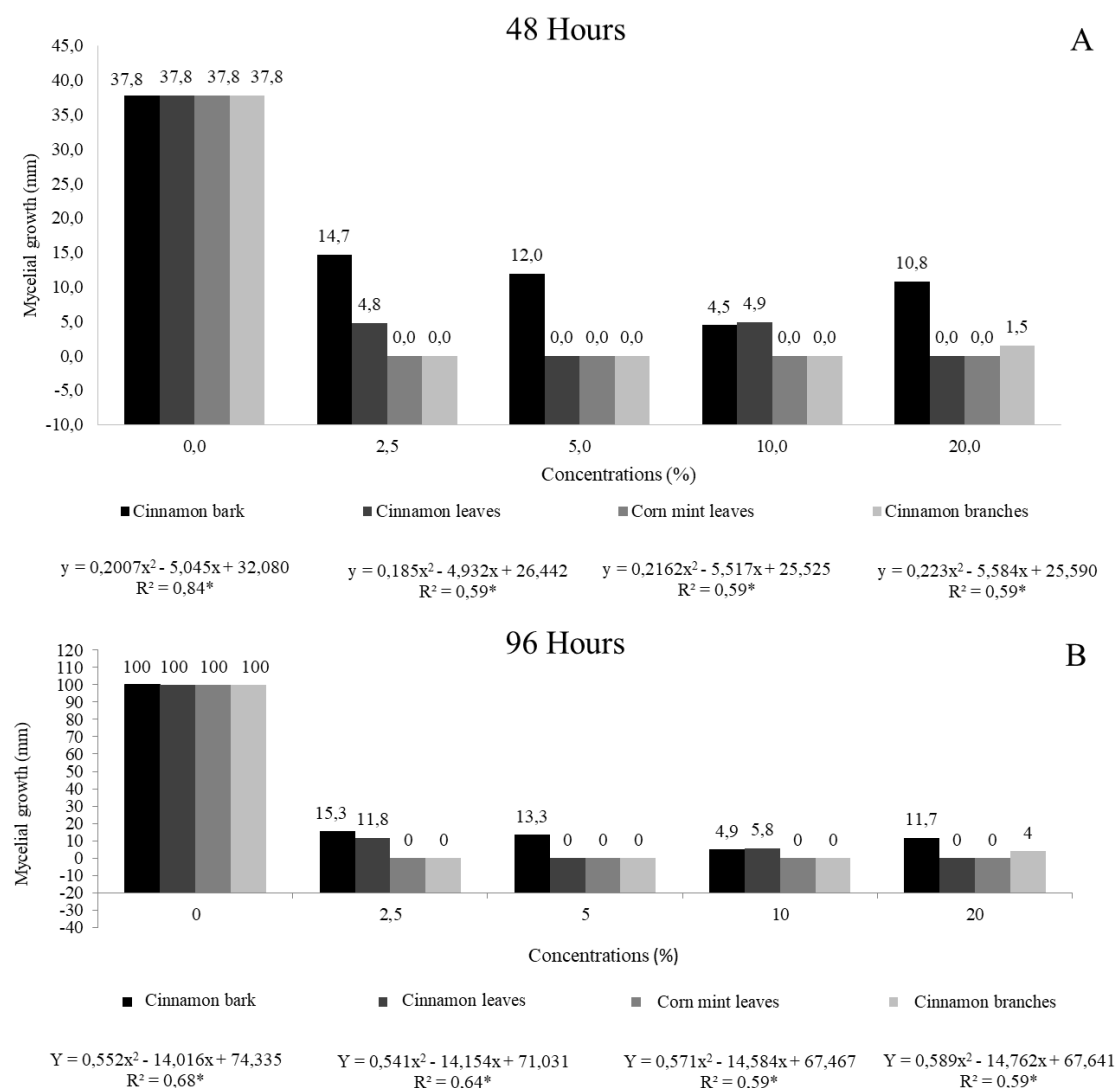 48 Hours
A
Mycelial growth (mm)
45,0
40,0
35,0
30,0
25,0
20,0
15,0
10,0
5,0
0,0
-5,0
-10,0
37,8 37,8 37,8 37,8
14,7 4,8 0,0 0,0
12,0 0,0 0,0 0,0
4,5 4,9 0,0 0,0
10,8 0,0 0,0 1,5
0,0 2,5 5,0 10,0 20,0
Concentrations (%)
Cinnamon bark Cinnamon leaves Corn mint leaves Cinnamon branches
y = 0,2007x² - 5,045x + 32,080 y = 0,185x² - 4,932x + 26,442 y = 0,2162x² - 5,517x + 25,525 y = 0,223x² - 5,584x + 25,590
R² = 0,84* R² = 0,59* R² = 0,59* R² = 0,59*
96 Hours
B
Mycelial growth (mm)
120
110
100
90
80
70
60
50
40
30
20
10
0
-10
-20
-30
-40
100 100 100 100
15,3 11,8 0 0
13,3 0 0 0
4,9 5,8 0 0
11,7 0 0 4
0 2,5 5 10 20
Concentrations (%)
Cinnamon bark Cinnamon leaves Corn mint leaves Cinnamon branches
Y = 0,552x² - 14,016x + 74,335 Y = 0,541x² - 14,154x + 71,031 Y = 0,571x² - 14,584x + 67,467 Y = 0,589x² - 14,762x + 67,641
R² = 0,68* R² = 0,64* R² = 0,59* R² = 0,59*